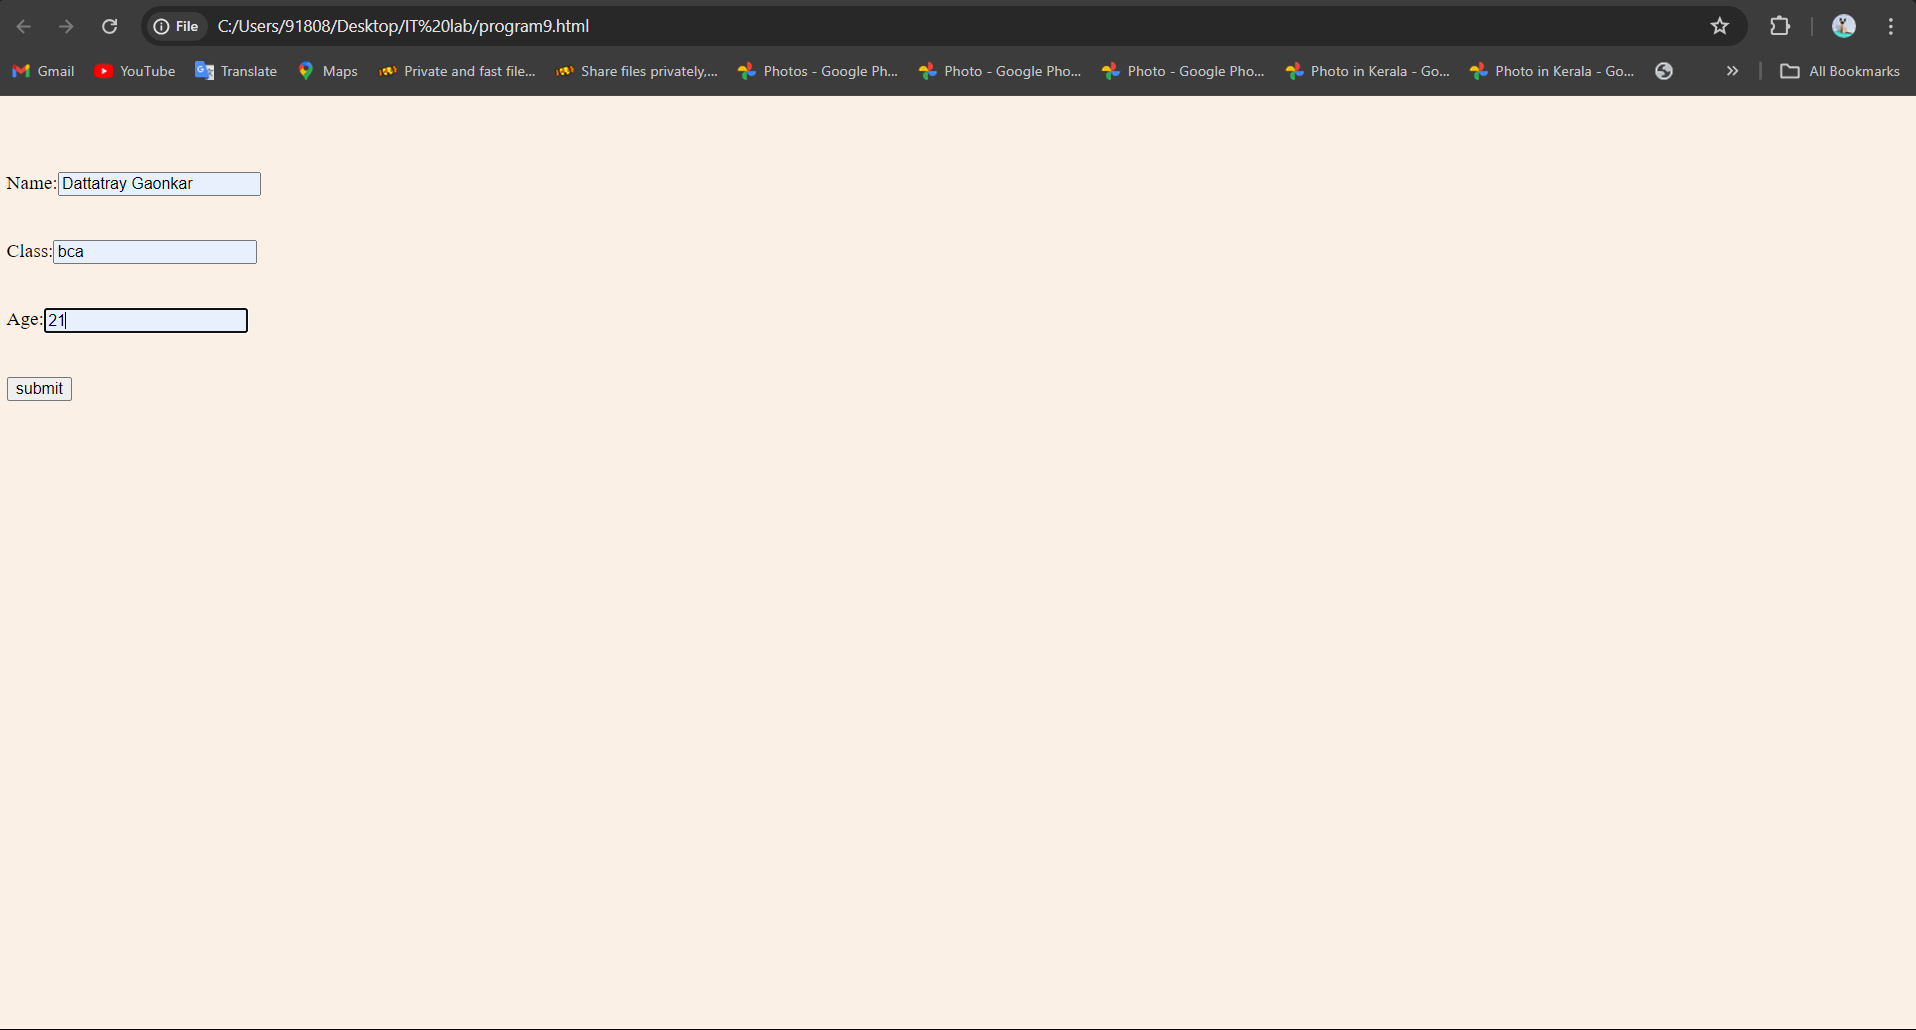 File C:/Users/91808/Desktop/IT%20lab/program9.html
Gmail YouTube Translate Maps Private and fast file... Share files privately,... Photos - Google Ph... Photo - Google Pho... Photo - Google Pho... Photo in Kerala - Go... Photo in Kerala - Go... » All Bookmarks
Name: Dattatray Gaonkar
Class: bca
Age: 21
submit